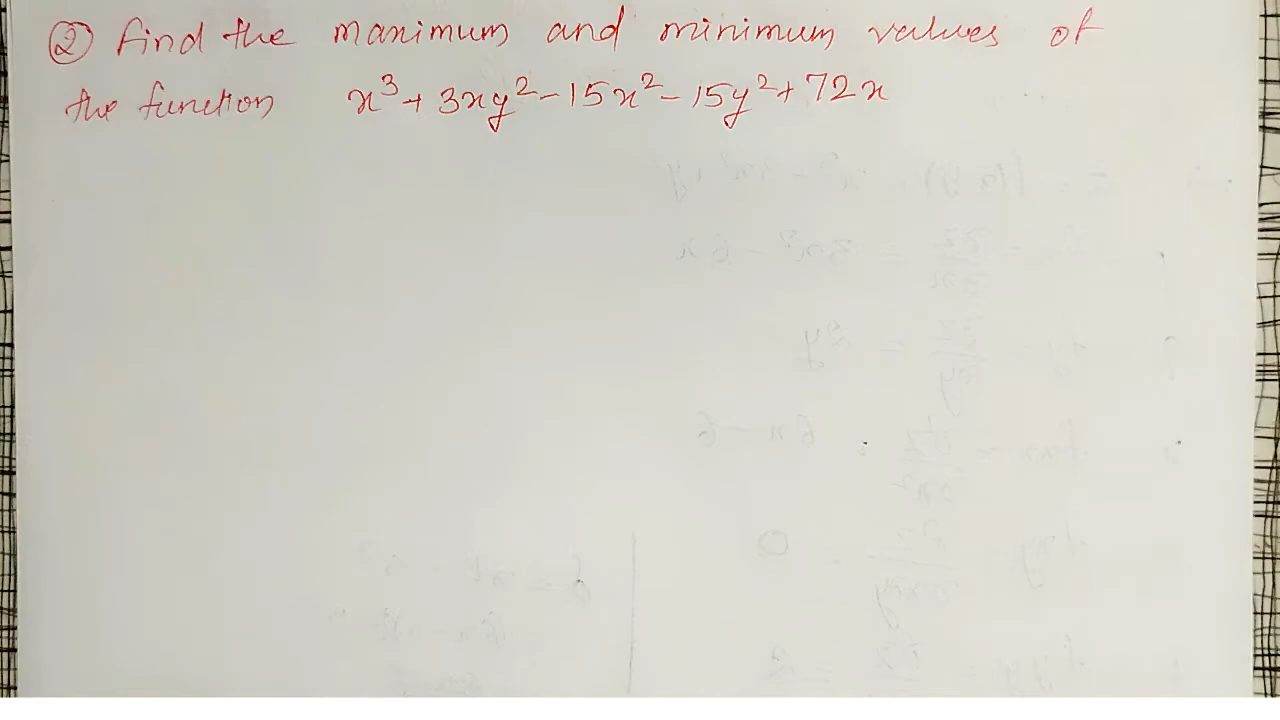 ② Find the maximum and minimum values of
the function x³+3xy²-15x²-15y²+72x